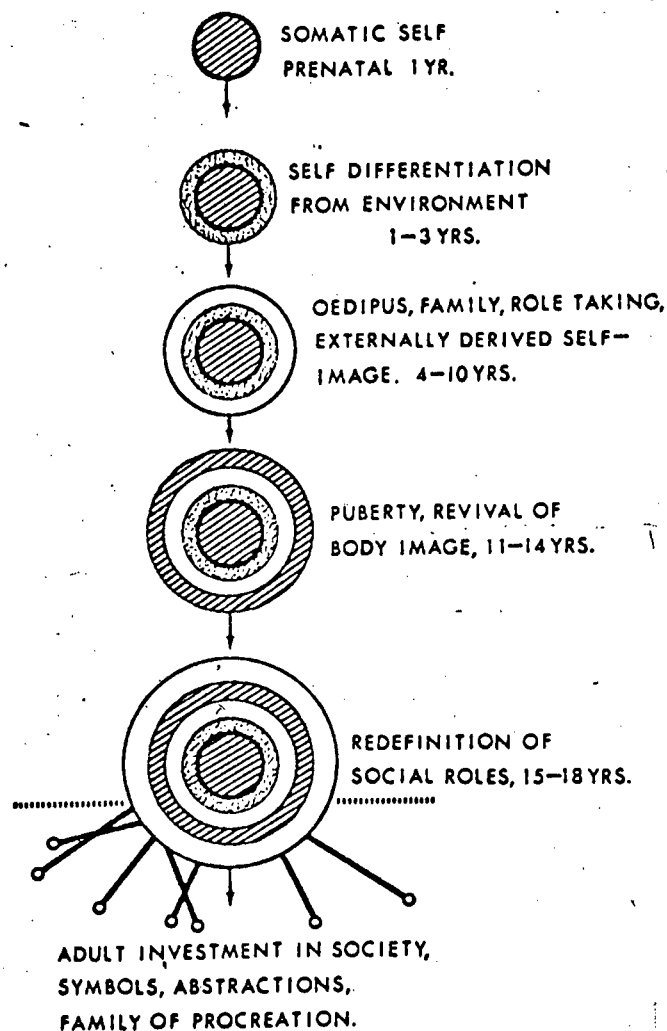 SOMATIC SELF
PRENATAL 1YR.
SELF DIFFERENTIATION
FROM ENVIRONMENT
1-3 YRS.
OEDIPUS, FAMILY, ROLE TAKING,
EXTERNALLY DERIVED SELF-
IMAGE. 4-10 YRS.
PUBERTY, REVIVAL OF
BODY IMAGE, 11-14 YRS.
REDEFINITION OF
SOCIAL ROLES, 15-18 YRS.
ADULT INVESTMENT IN SOCIETY,
SYMBOLS, ABSTRACTIONS,
FAMILY OF PROCREATION.